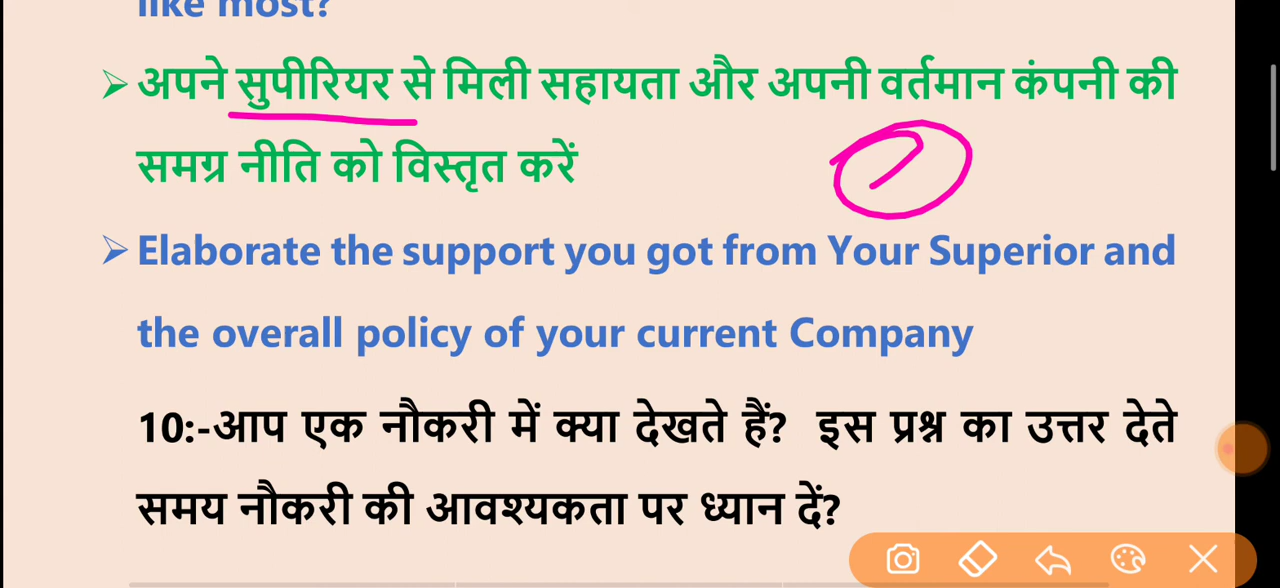 like most?
➢ अपने सुपीरियर से मिली सहायता और अपनी वर्तमान कंपनी की
समग्र नीति को विस्तृत करें
➢ Elaborate the support you got from Your Superior and
the overall policy of your current Company
10:-आप एक नौकरी में क्या देखते हैं? इस प्रश्न का उत्तर देते
समय नौकरी की आवश्यकता पर ध्यान दें?